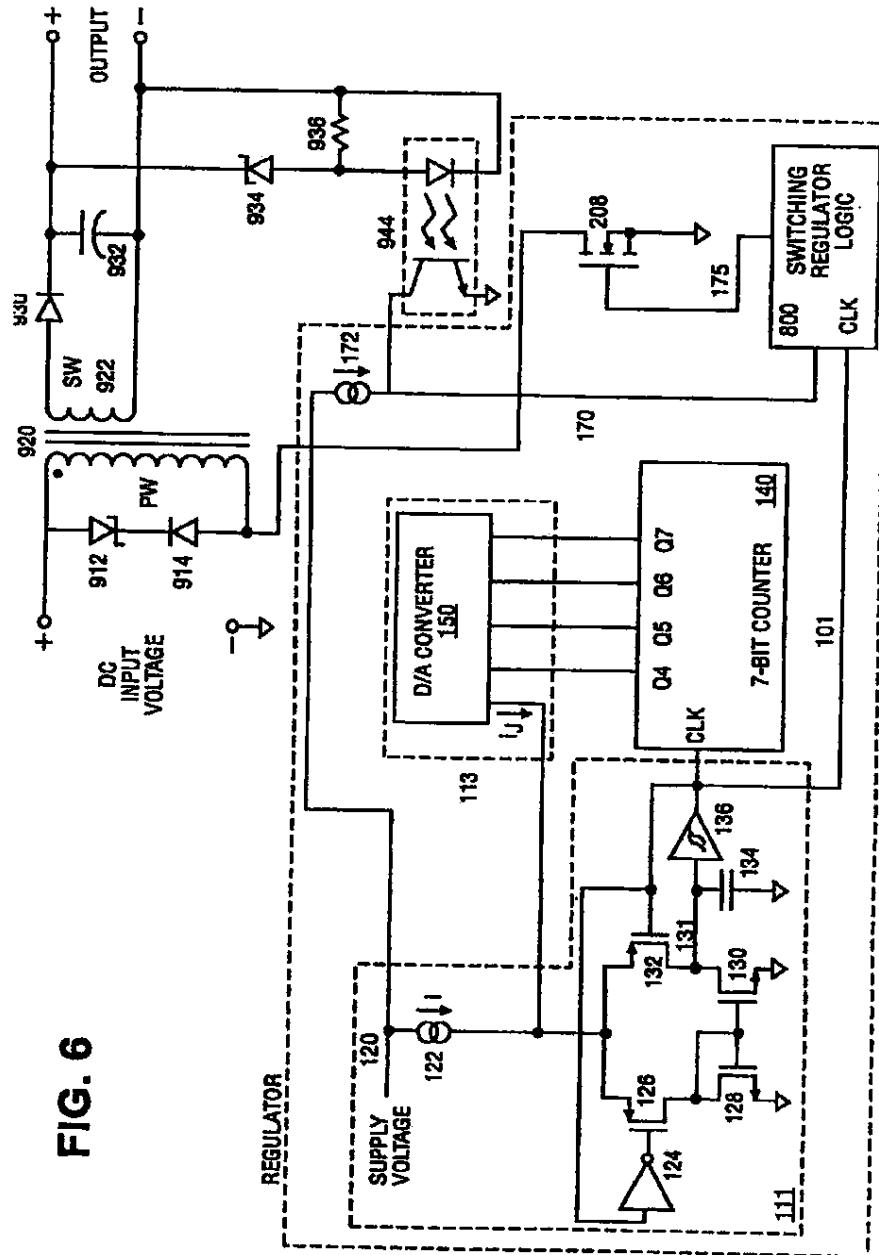 FIG. 6
REGULATOR
SUPPLY
VOLTAGE
120
122
I
124
126
128
130
131
132
134
136
111
113
D/A CONVERTER
150
iJ
Q4
Q5
Q6
Q7
CLK
7-BIT COUNTER
140
101
170
172
DC
INPUT
VOLTAGE
+
-
912
914
PW
920
SW
922
930
932
934
936
944
+
-
OUTPUT
208
175
800
CLK
SWITCHING
REGULATOR
LOGIC